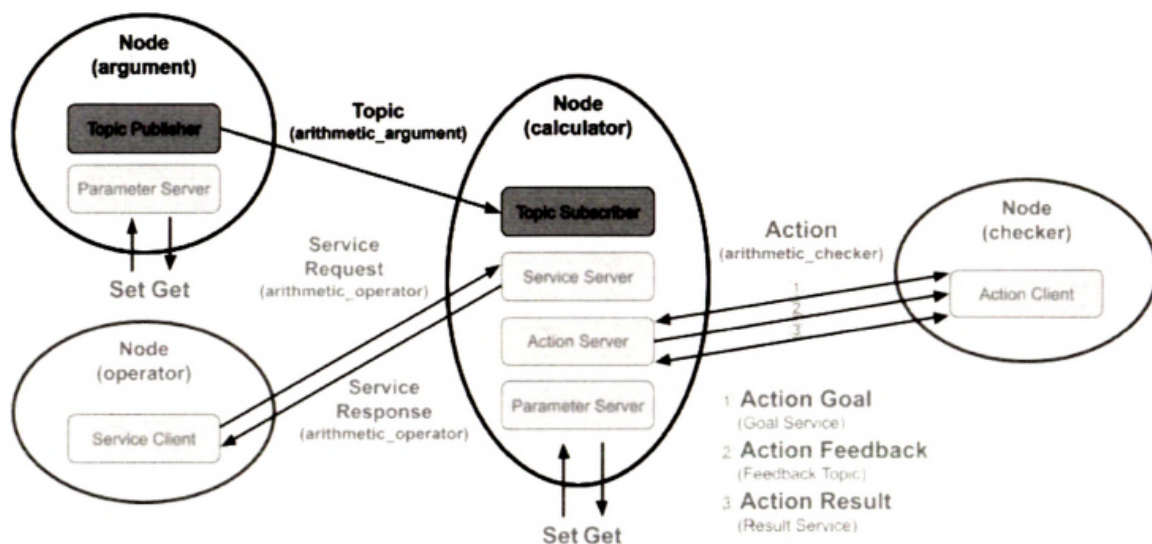 Node
(argument)
Topic Publisher
Parameter Server
Set Get
Topic
(arithmetic_argument)
Node
(calculator)
Topic Subscriber
Service Server
Action Server
Parameter Server
Set Get
Service
Request
(arithmetic_operator)
Node
(operator)
Service Client
Service
Response
(arithmetic_operator)
Action
(arithmetic_checker)
1
2
3
Node
(checker)
Action Client
1 Action Goal
(Goal Service)
2 Action Feedback
(Feedback Topic)
3 Action Result
(Result Service)